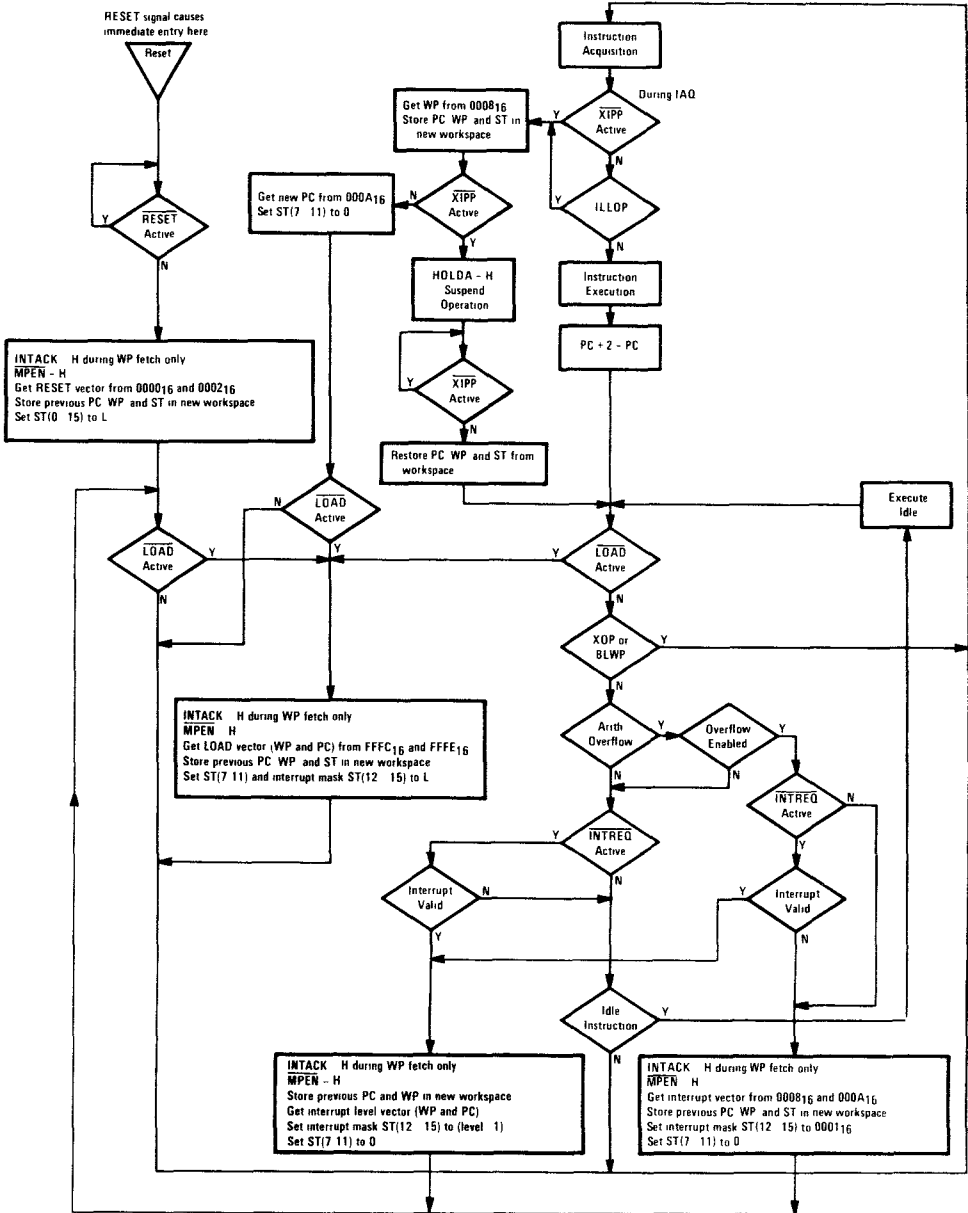 RESET signal causes
immediate entry here
Reset
Instruction
Acquisition
During IAQ
XIPP
Active
Y
N
Get WP from 0008₁₆
Store PC WP and ST in
new workspace
ILLOP
Y
N
XIPP
Active
N
Y
Get new PC from 000A₁₆
Set ST(7 11) to 0
RESET
Active
Y
N
HOLDA - H
Suspend
Operation
Instruction
Execution
PC + 2 - PC
XIPP
Active
Y
N
INTACK H during WP fetch only
MPEN - H
Get RESET vector from 0000₁₆ and 0002₁₆
Store previous PC WP and ST in new workspace
Set ST(0 15) to L
Restore PC WP and ST from
workspace
LOAD
Active
N
Y
Execute
Idle
LOAD
Active
Y
N
LOAD
Active
Y
N
XOP or
BLWP
Y
N
INTACK H during WP fetch only
MPEN H
Get LOAD vector (WP and PC) from FFFC₁₆ and FFFE₁₆
Store previous PC WP and ST in new workspace
Set ST(7 11) and interrupt mask ST(12 15) to L
Arith
Overflow
Y
N
Overflow
Enabled
Y
N
INTREQ
Active
N
Y
INTREQ
Active
Y
N
Interrupt
Valid
N
Y
Interrupt
Valid
Y
N
Idle
Instruction
Y
N
INTACK H during WP fetch only
MPEN - H
Store previous PC and WP in new workspace
Get interrupt level vector (WP and PC)
Set interrupt mask ST(12 15) to (level 1)
Set ST(7 11) to 0
INTACK H during WP fetch only
MPEN H
Get interrupt vector from 0008₁₆ and 000A₁₆
Store previous PC WP and ST in new workspace
Set interrupt mask ST(12 15) to 0001₁₆
Set ST(7 11) to 0